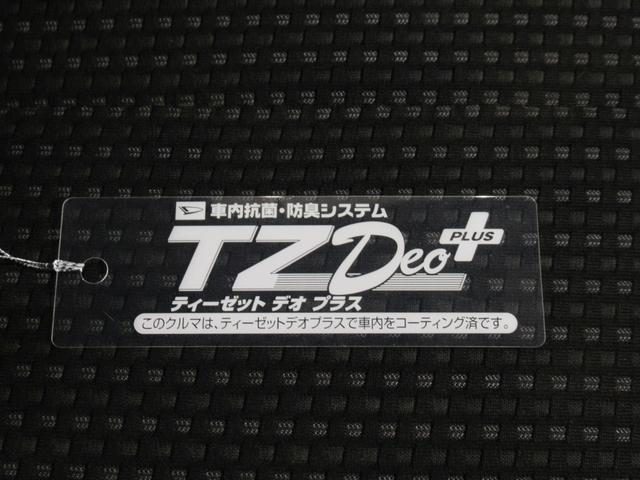 車内抗菌・防臭システム
TZ Deo PLUS
ティーゼット デオ プラス
このクルマは、ティーゼットデオプラスで車内をコーティング済です。